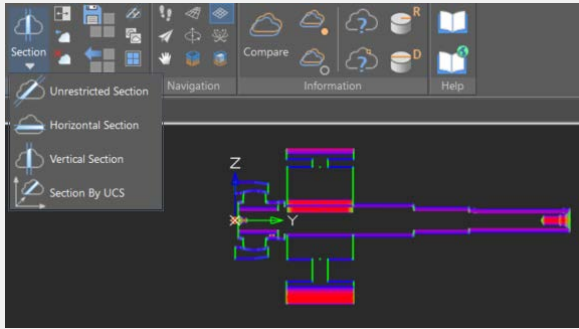 R
Section
Compare
D
Navigation
Information
Help
Unrestricted Section
Horizontal Section
Vertical Section
Section By UCS
Z
Y